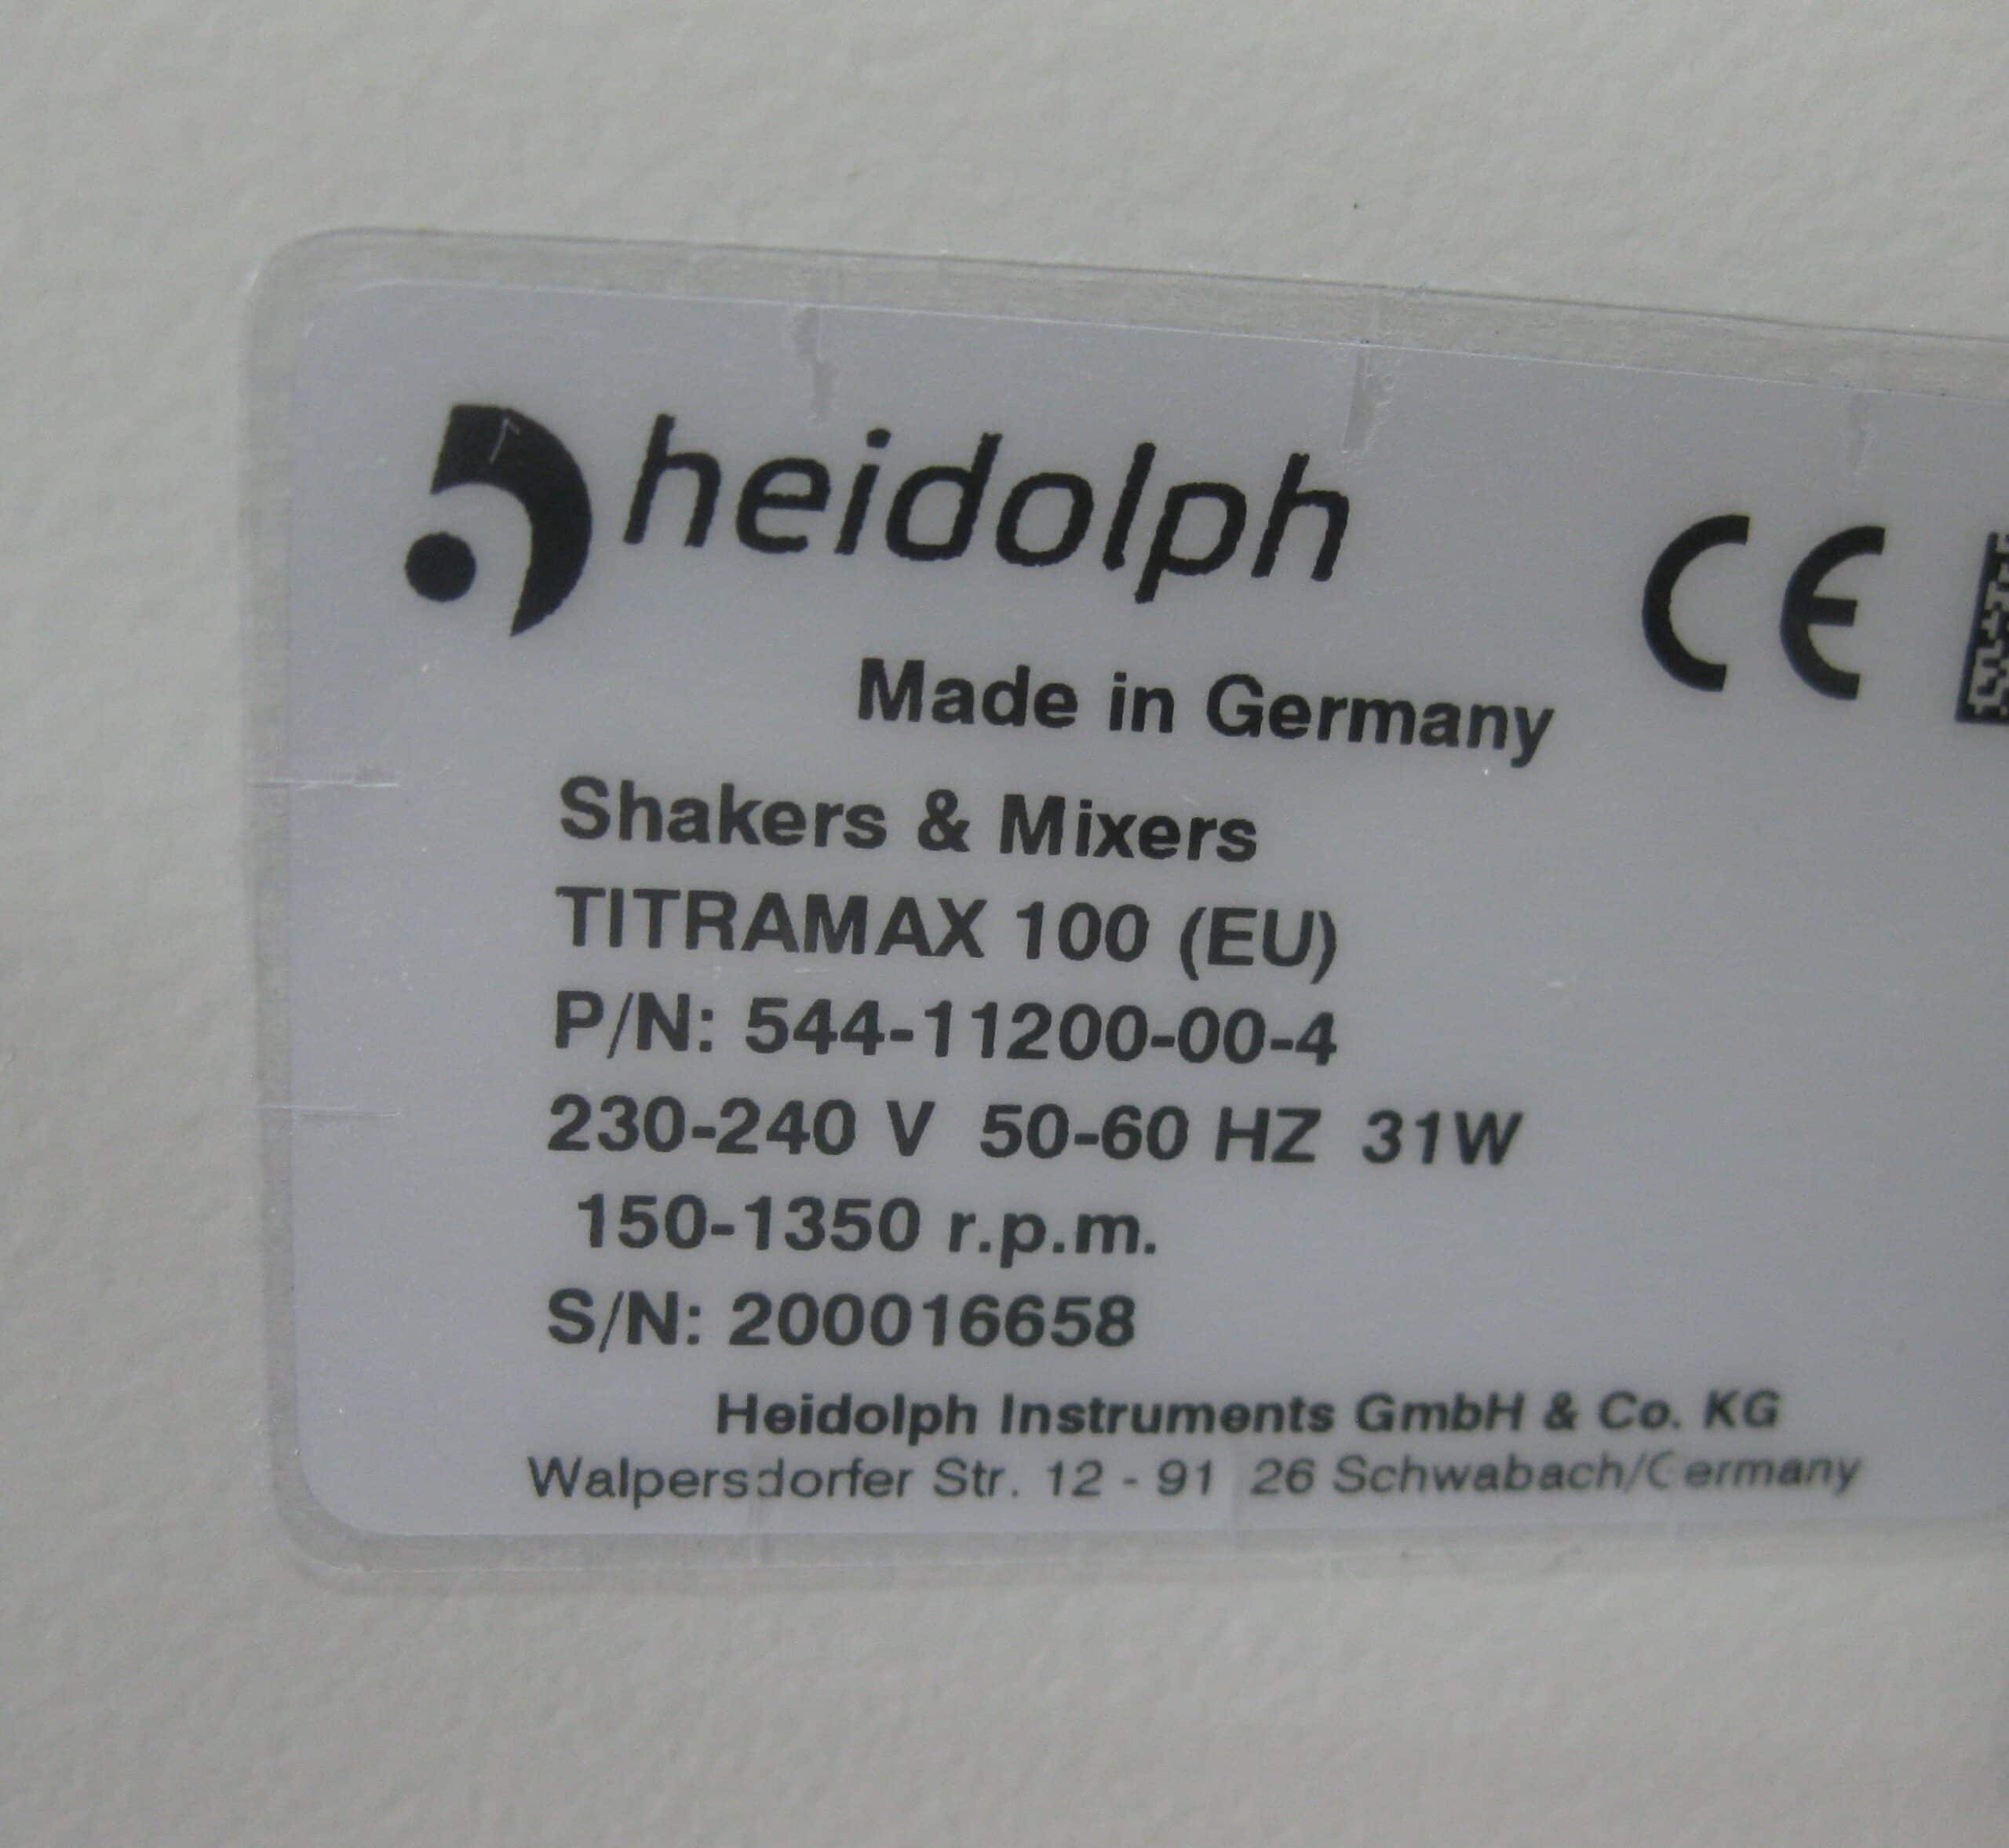 heidolph
CE
Made in Germany
Shakers & Mixers
TITRAMAX 100 (EU)
P/N: 544-11200-00-4
230-240 V 50-60 HZ 31W
150-1350 r.p.m.
S/N: 200016658
Heidolph Instruments GmbH & Co. KG
Walpersdorfer Str. 12 - 91 26 Schwabach/Germany